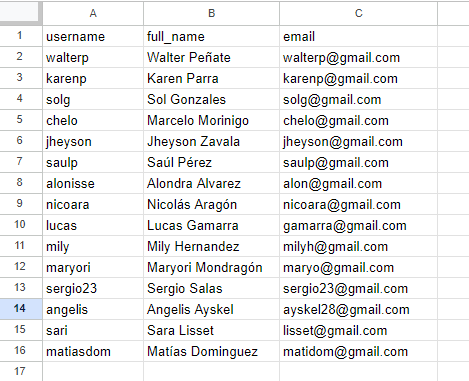 A B C
1 username full_name email
2 walterp Walter Peñate walterp@gmail.com
3 karenp Karen Parra karenp@gmail.com
4 solg Sol Gonzales solg@gmail.com
5 chelo Marcelo Morinigo chelo@gmail.com
6 jheyson Jheyson Zavala jheyson@gmail.com
7 saulp Saúl Pérez saulp@gmail.com
8 alonisse Alondra Alvarez alon@gmail.com
9 nicoara Nicolás Aragón nicoara@gmail.com
10 lucas Lucas Gamarra gamarra@gmail.com
11 mily Mily Hernandez milyh@gmail.com
12 maryori Maryori Mondragón maryo@gmail.com
13 sergio23 Sergio Salas sergio23@gmail.com
14 angelis Angelis Ayskel ayskel28@gmail.com
15 sari Sara Lisset lisset@gmail.com
16 matiasdom Matías Dominguez matidom@gmail.com
17